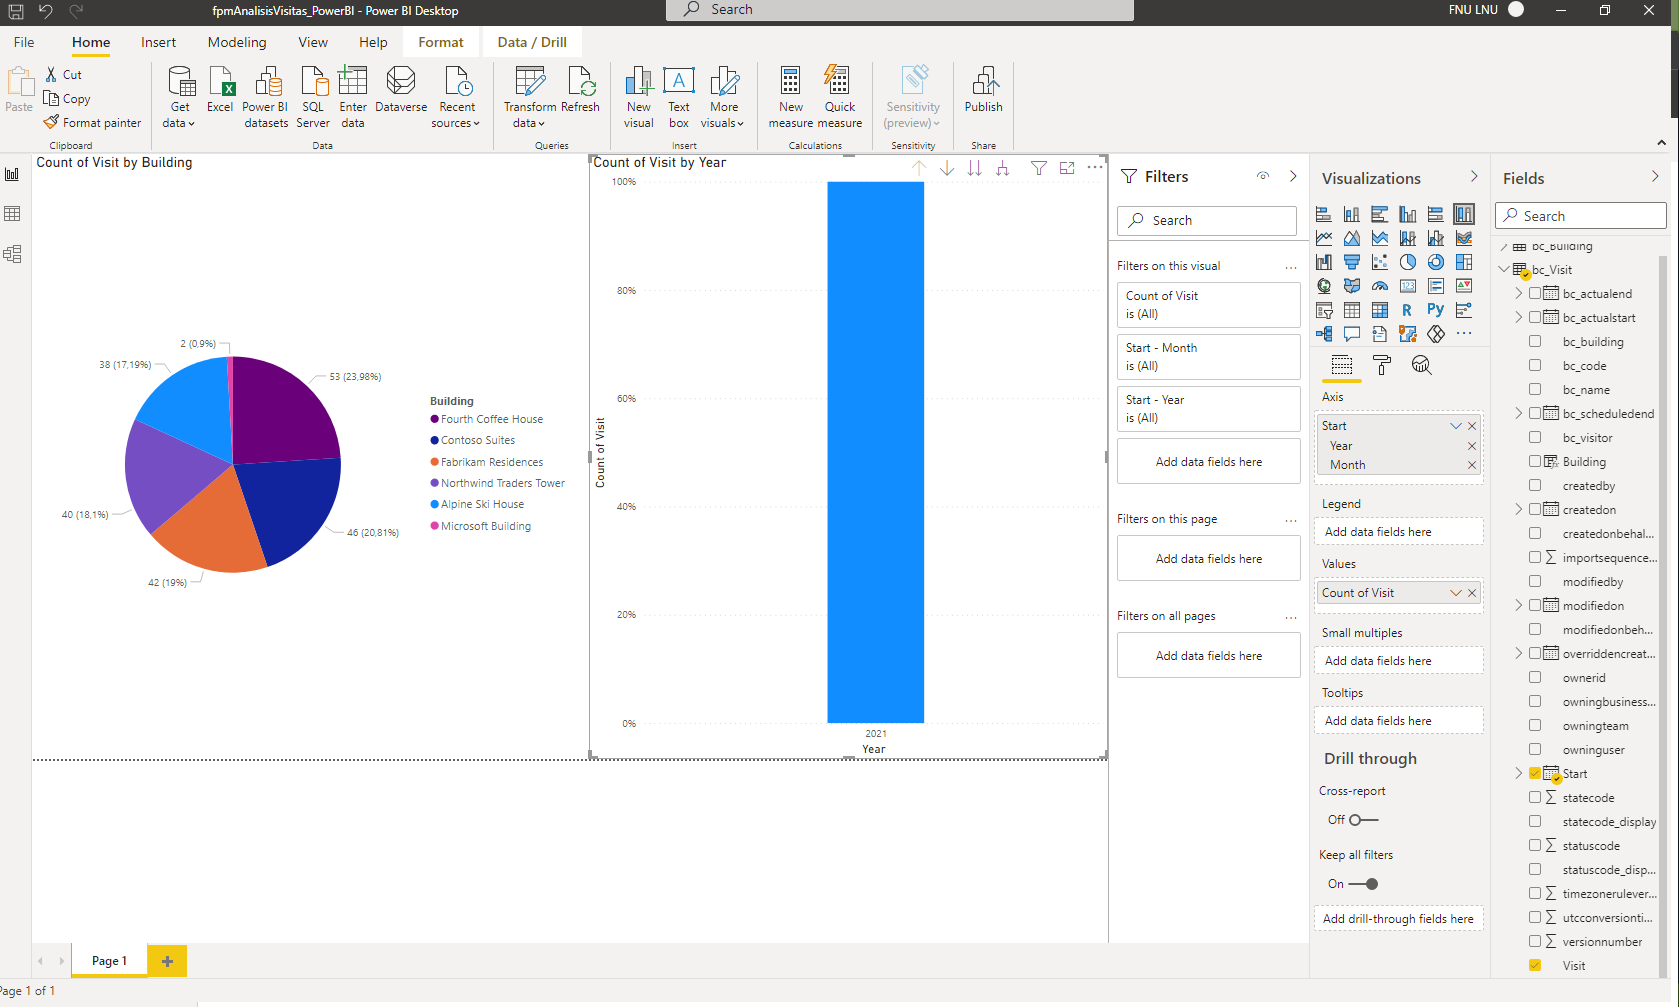 fpmAnalisisVisitas_PowerBI - Power BI Desktop
Search
FNU LNU
File
Home
Insert
Modeling
View
Help
Format
Data / Drill
Paste
Cut
Copy
Format painter
Clipboard
Get data
Excel
Power BI datasets
SQL Server
Enter data
Dataverse
Recent sources
Data
Transform data
Refresh
Queries
New visual
A
Text box
More visuals
Insert
New measure
Quick measure
Calculations
Sensitivity (preview)
Sensitivity
Publish
Share
Count of Visit by Building
2 (0,9%)
38 (17,19%)
53 (23,98%)
40 (18,1%)
46 (20,81%)
42 (19%)
Building
Fourth Coffee House
Contoso Suites
Fabrikam Residences
Northwind Traders Tower
Alpine Ski House
Microsoft Building
Count of Visit by Year
100%
80%
60%
40%
20%
0%
Count of Visit
2021
Year
Filters
Search
Filters on this visual
Count of Visit
is (All)
Start - Month
is (All)
Start - Year
is (All)
Add data fields here
Filters on this page
Add data fields here
Filters on all pages
Add data fields here
Visualizations
123
R
Py
Axis
Start
Year
Month
Legend
Add data fields here
Values
Count of Visit
Small multiples
Add data fields here
Tooltips
Add data fields here
Drill through
Cross-report
Off
Keep all filters
On
Add drill-through fields here
Fields
Search
bc_Building
bc_Visit
bc_actualend
bc_actualstart
bc_building
bc_code
bc_name
bc_scheduledend
bc_visitor
Building
createdby
createdon
createdonbehal...
importsequence...
modifiedby
modifiedon
modifiedonbeh...
overriddencreat...
ownerid
owningbusiness...
owningteam
owninguser
Start
statecode
statecode_display
statuscode
statuscode_disp...
timezonerulever...
utcconversionti...
versionnumber
Visit
Page 1
Page 1 of 1